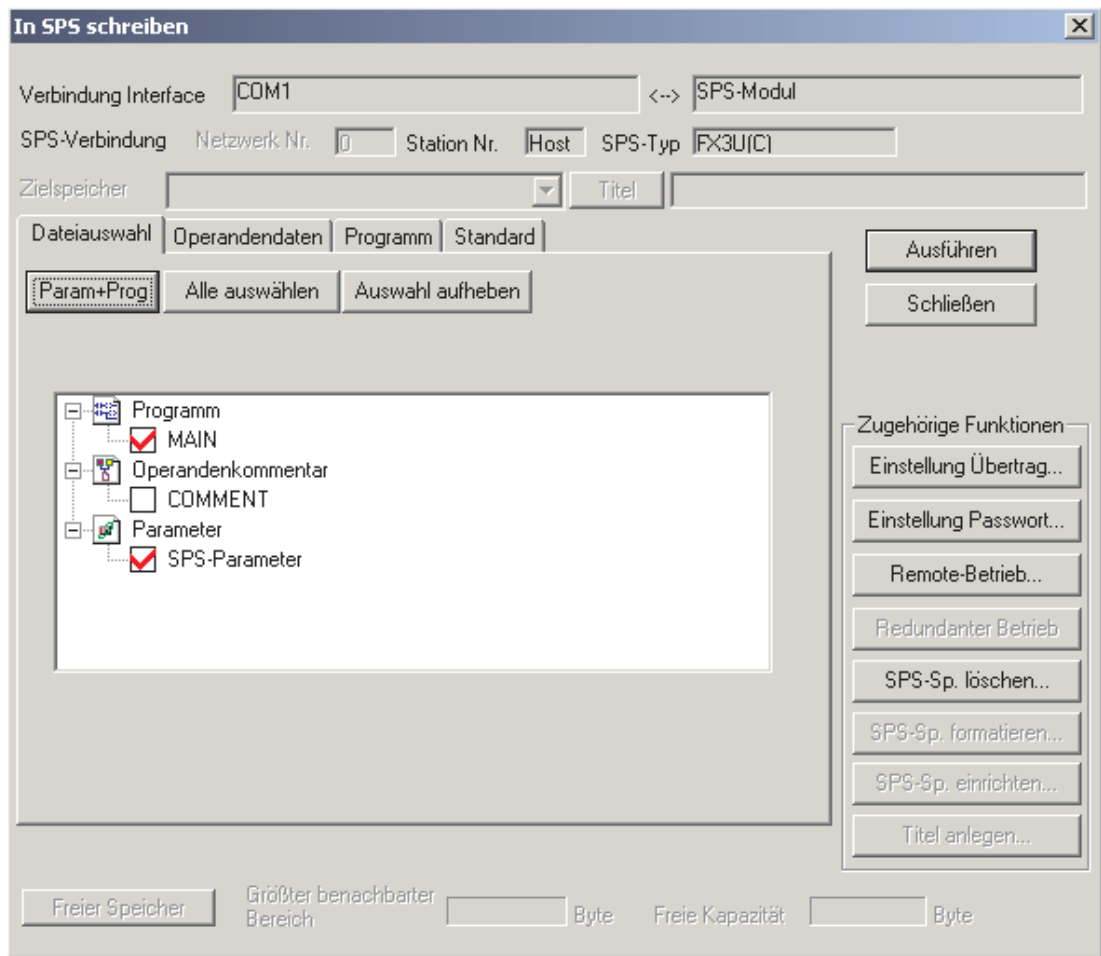 In SPS schreiben
Verbindung Interface COM1 <--> SPS-Modul
SPS-Verbindung Netzwerk Nr. 0 Station Nr. Host SPS-Typ FX3U(C)
Zielspeicher Titel
Dateiauswahl Operandendaten Programm Standard
Ausführen
Param+Prog Alle auswählen Auswahl aufheben
Schließen
Programm
MAIN
Operandenkommentar
COMMENT
Parameter
SPS-Parameter
Zugehörige Funktionen
Einstellung Übertrag...
Einstellung Passwort...
Remote-Betrieb...
Redundanter Betrieb
SPS-Sp. löschen...
SPS-Sp. formatieren...
SPS-Sp. einrichten...
Titel anlegen...
Freier Speicher
Größter benachbarter
Bereich
Byte Freie Kapazität Byte